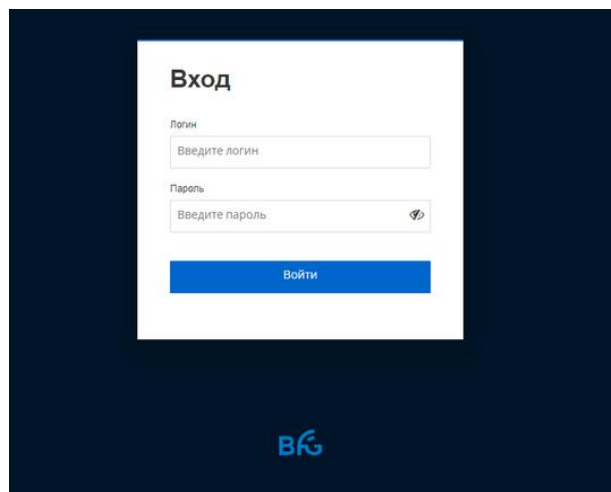 Вход
Логин
Введите логин
Пароль
Введите пароль
Войти
BFG